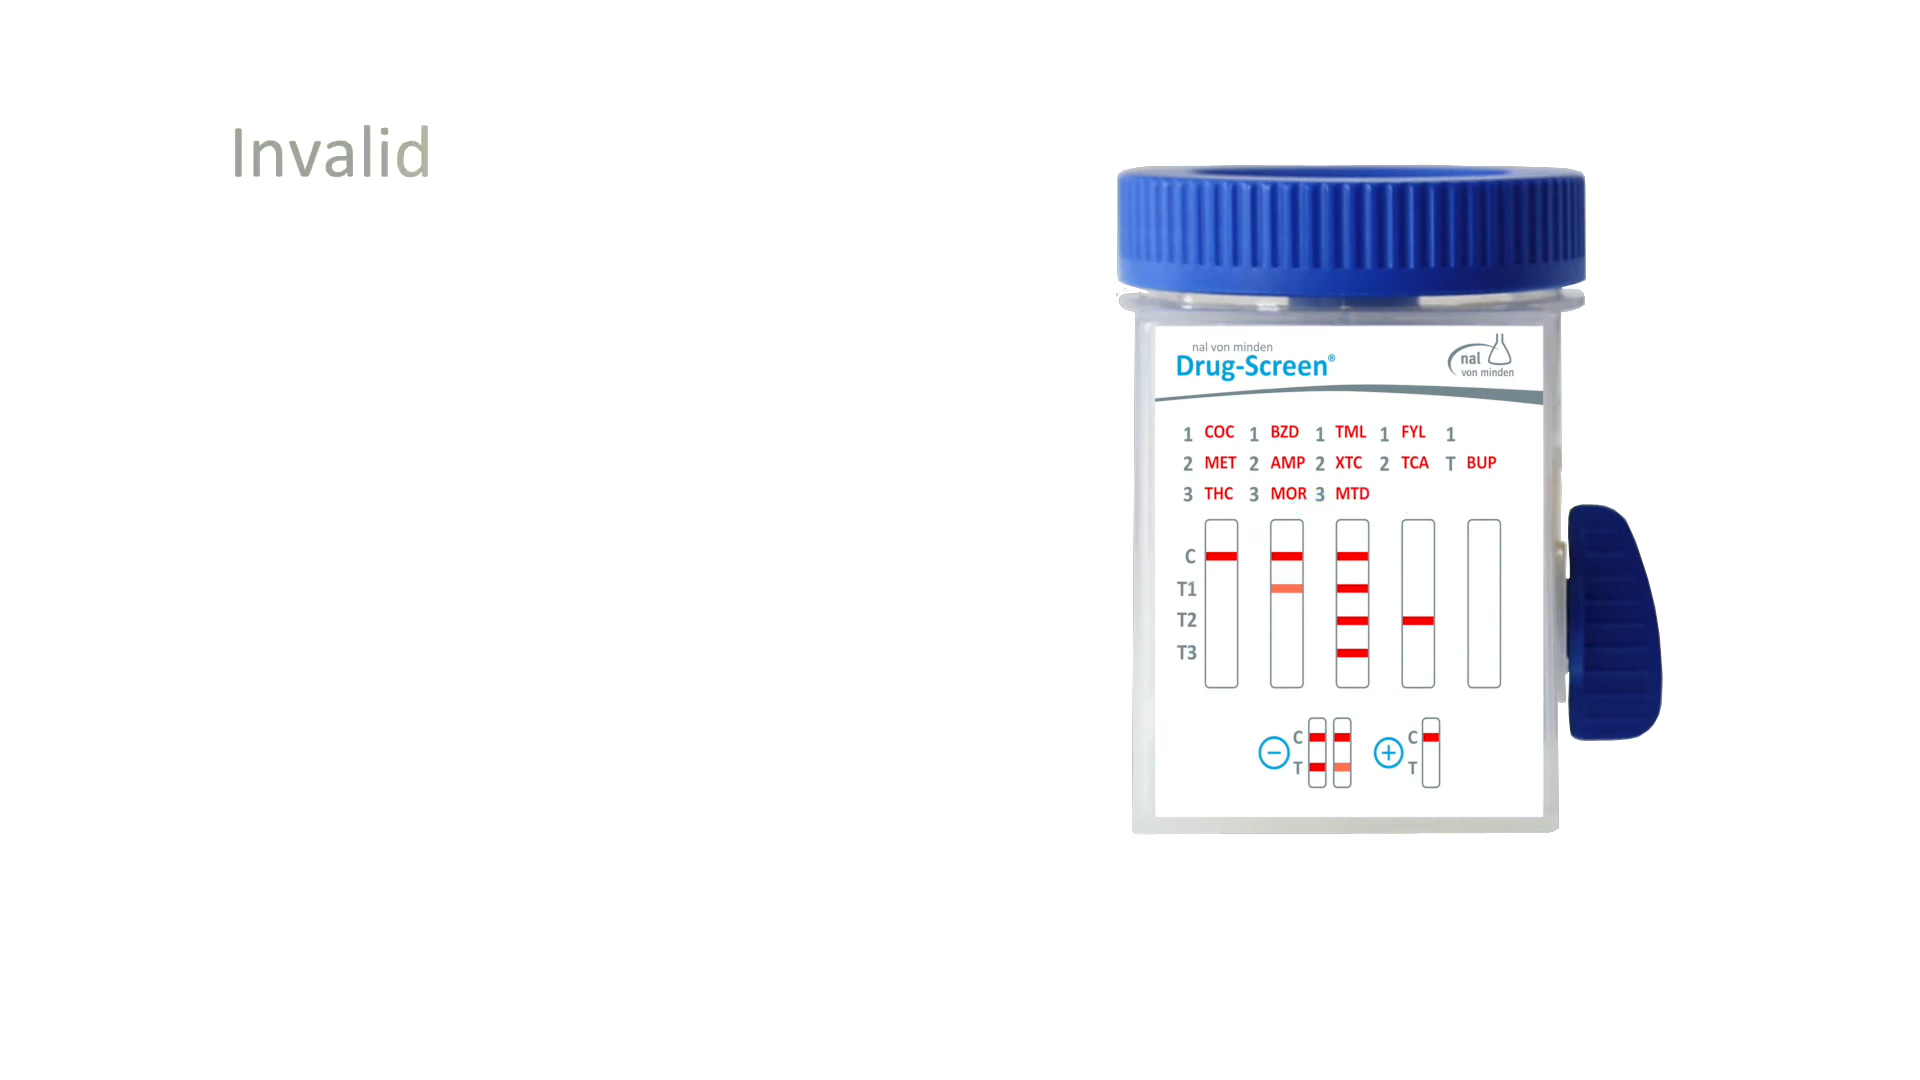 Invalid
nal von minden
Drug-Screen®
nal
von minden
1 COC 1 BZD 1 TML 1 FYL 1
2 MET 2 AMP 2 XTC 2 TCA T BUP
3 THC 3 MOR 3 MTD
C
T1
T2
T3
− C + C
T T